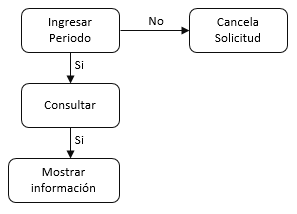 Ingresar
Periodo
No
Cancela
Solicitud
Si
Consultar
Si
Mostrar
información